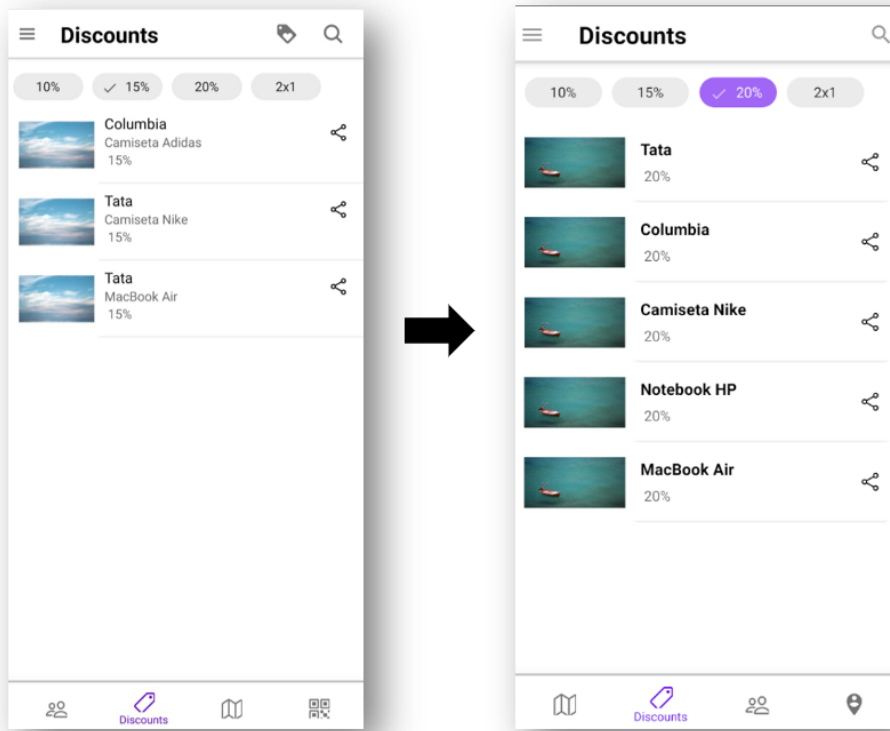 Discounts
10% 15% 20% 2x1
Columbia
Camiseta Adidas
15%
Tata
Camiseta Nike
15%
Tata
MacBook Air
15%
Discounts
Discounts
10% 15% 20% 2x1
Tata
20%
Columbia
20%
Camiseta Nike
20%
Notebook HP
20%
MacBook Air
20%
Discounts